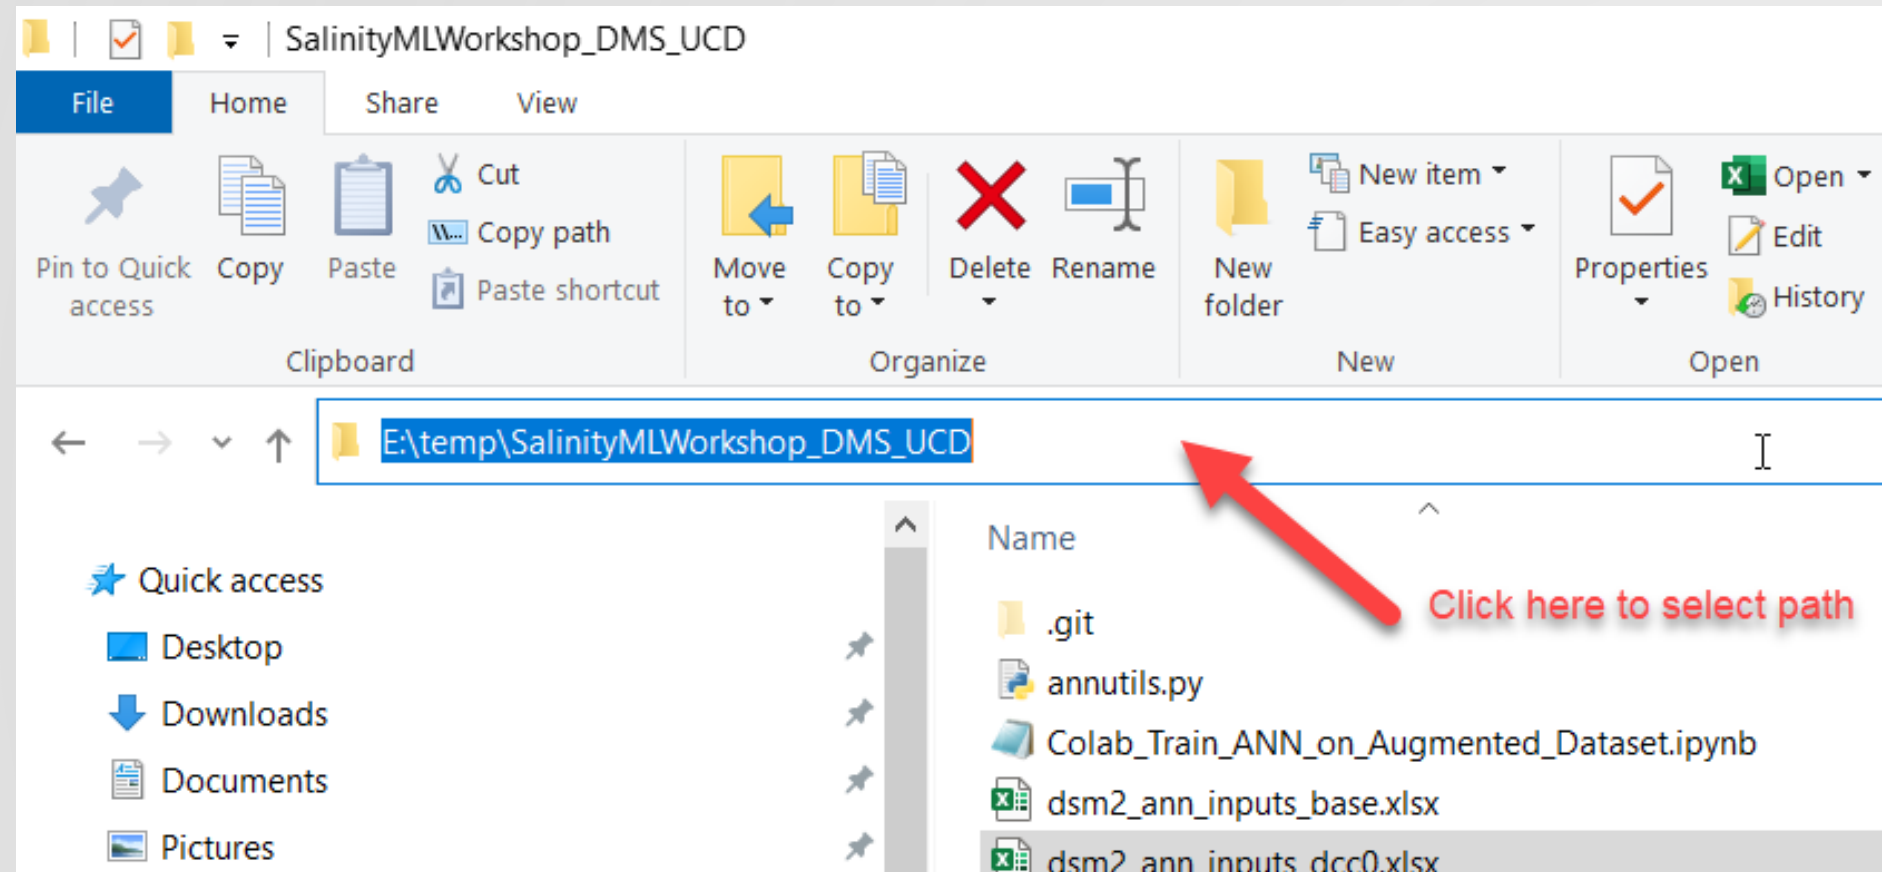 SalinityMLWorkshop_DMS_UCD
File Home Share View
Pin to Quick access
Copy
Paste
Cut
Copy path
Paste shortcut
Clipboard
Move to
Copy to
Delete
Rename
Organize
New folder
New item
Easy access
New
Properties
Open
Edit
History
Open
E:\temp\SalinityMLWorkshop_DMS_UCD
Click here to select path
Quick access
Desktop
Downloads
Documents
Pictures
Name
.git
annutils.py
Colab_Train_ANN_on_Augmented_Dataset.ipynb
dsm2_ann_inputs_base.xlsx
dsm2_ann_inputs_dcc0.xlsx